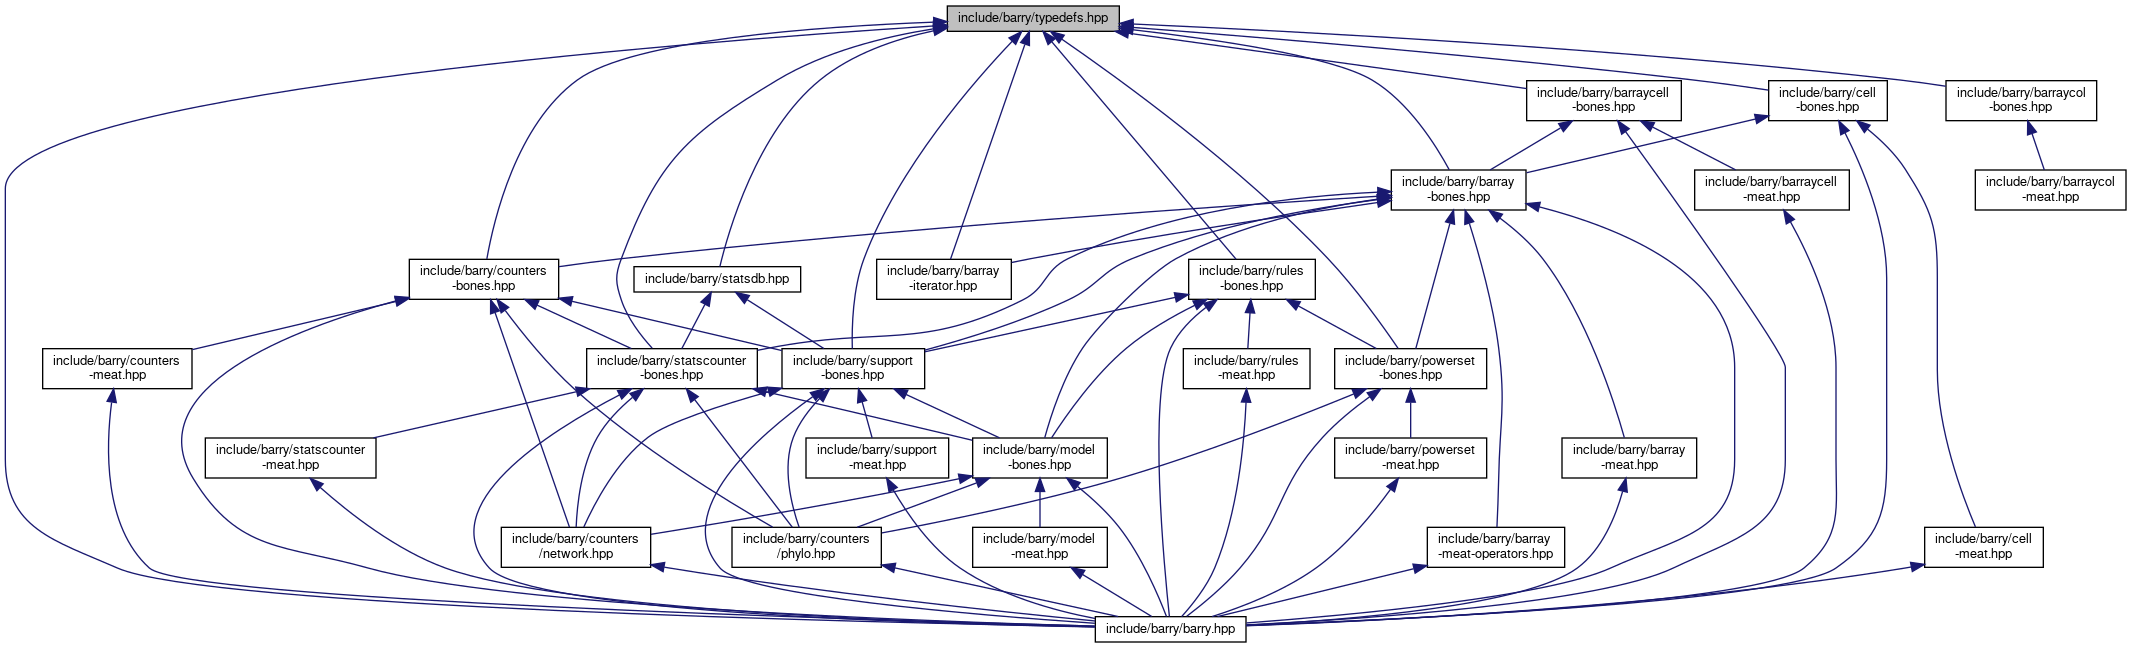 include/barry/typedefs.hpp
include/barry/barraycell
-bones.hpp
include/barry/cell
-bones.hpp
include/barry/barraycol
-bones.hpp
include/barry/barray
-bones.hpp
include/barry/barraycell
-meat.hpp
include/barry/barraycol
-meat.hpp
include/barry/counters
-bones.hpp
include/barry/statsdb.hpp
include/barry/barray
-iterator.hpp
include/barry/rules
-bones.hpp
include/barry/counters
-meat.hpp
include/barry/statscounter
-bones.hpp
include/barry/support
-bones.hpp
include/barry/rules
-meat.hpp
include/barry/powerset
-bones.hpp
include/barry/statscounter
-meat.hpp
include/barry/support
-meat.hpp
include/barry/model
-bones.hpp
include/barry/powerset
-meat.hpp
include/barry/barray
-meat.hpp
include/barry/counters
/network.hpp
include/barry/counters
/phylo.hpp
include/barry/model
-meat.hpp
include/barry/barray
-meat-operators.hpp
include/barry/cell
-meat.hpp
include/barry/barry.hpp